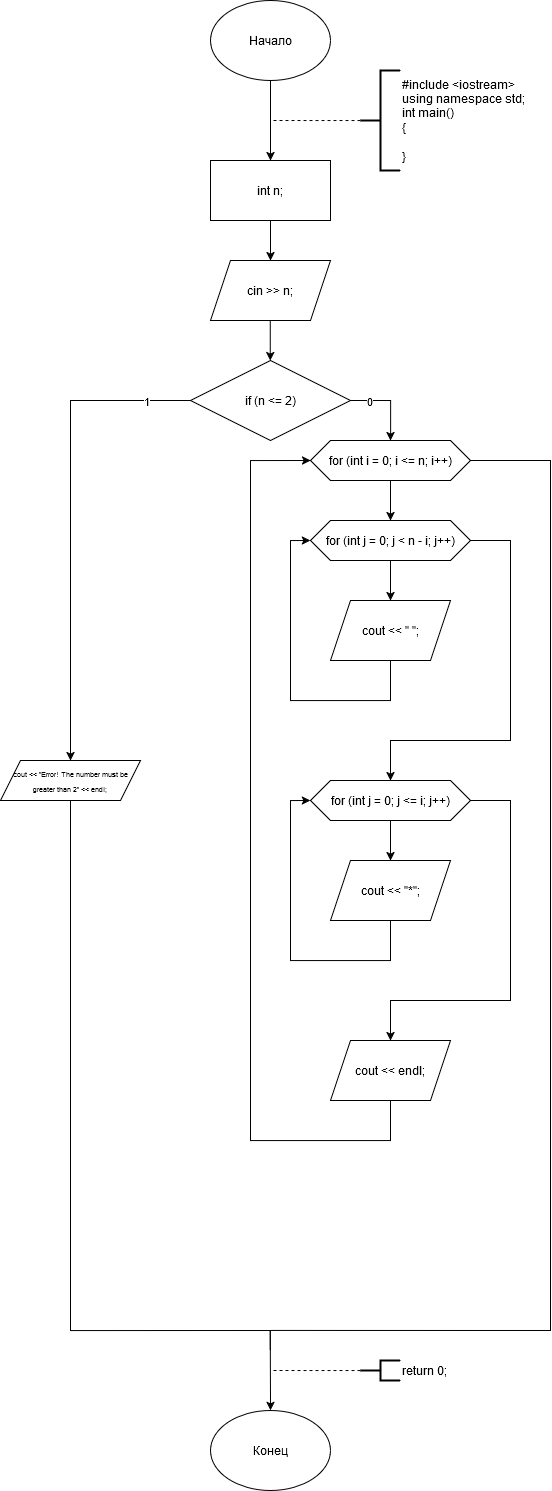 Начало
#include <iostream>
using namespace std;
int main()
{
}
int n;
cin >> n;
if (n <= 2)
1
0
for (int i = 0; i <= n; i++)
for (int j = 0; j < n - i; j++)
cout << " ";
cout << "Error! The number must be
greater than 2" << endl;
for (int j = 0; j <= i; j++)
cout << "*";
cout << endl;
return 0;
Конец